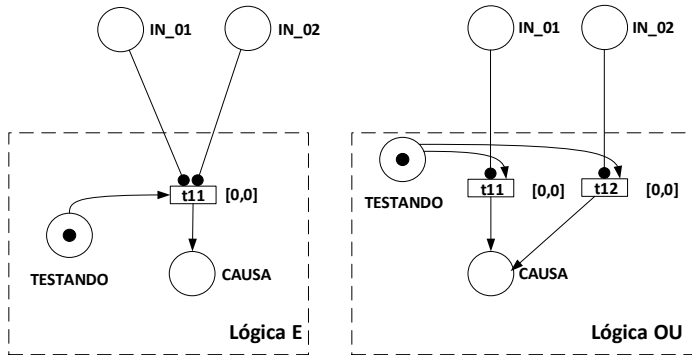 IN_01
IN_02
t11
[0,0]
TESTANDO
CAUSA
Lógica E
IN_01
IN_02
TESTANDO
t11
[0,0]
t12
[0,0]
CAUSA
Lógica OU